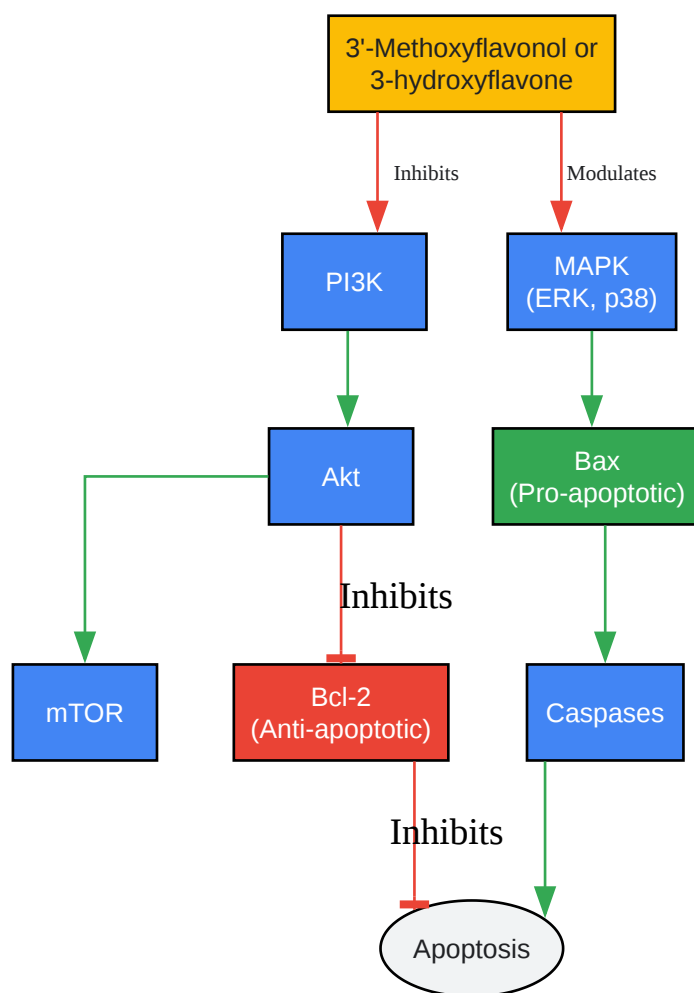 3'-Methoxyflavonol or
3-hydroxyflavone
Inhibits
Modulates
PI3K
MAPK
(ERK, p38)
Akt
Bax
(Pro-apoptotic)
Inhibits
mTOR
Bcl-2
(Anti-apoptotic)
Caspases
Inhibits
Apoptosis